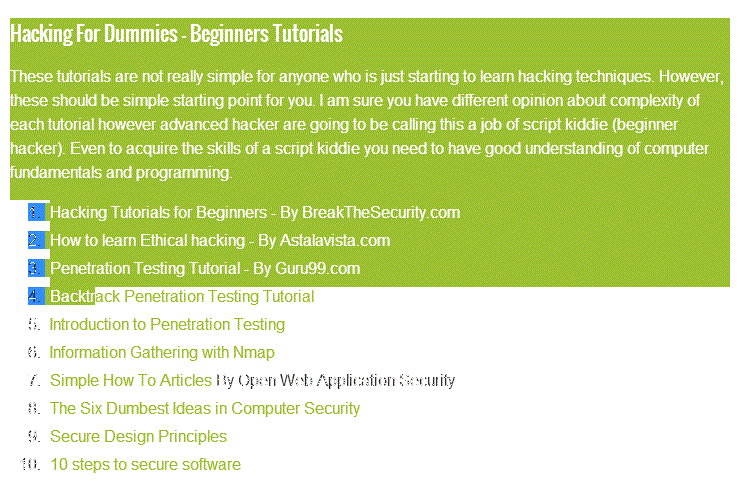 Hacking For Dummies - Beginners Tutorials
These tutorials are not really simple for anyone who is just starting to learn hacking techniques. However,
these should be simple starting point for you. I am sure you have different opinion about complexity of
each tutorial however advanced hacker are going to be calling this a job of script kiddie (beginner
hacker). Even to acquire the skills of a script kiddie you need to have good understanding of computer
fundamentals and programming.
1. Hacking Tutorials for Beginners - By BreakTheSecurity.com
2. How to learn Ethical hacking - By Astalavista.com
3. Penetration Testing Tutorial - By Guru99.com
4. Backtrack Penetration Testing Tutorial
5. Introduction to Penetration Testing
6. Information Gathering with Nmap
7. Simple How To Articles By Open Web Application Security
8. The Six Dumbest Ideas in Computer Security
9. Secure Design Principles
10. 10 steps to secure software